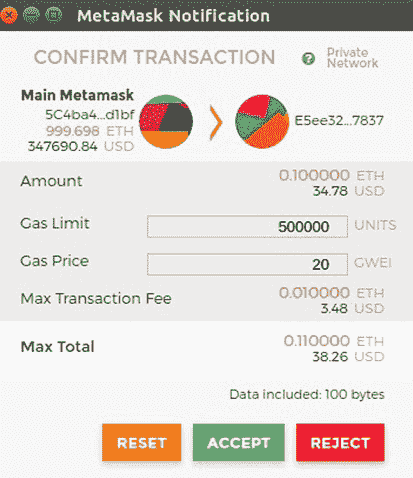 MetaMask Notification
CONFIRM TRANSACTION ? Private
Network
Main Metamask
5C4ba4...d1bf
999.698 ETH
347690.84 USD
E5ee32...7837
Amount 0.100000 ETH
34.78 USD
Gas Limit 500000 UNITS
Gas Price 20 GWEI
Max Transaction Fee 0.010000 ETH
3.48 USD
Max Total 0.110000 ETH
38.26 USD
Data included: 100 bytes
RESET ACCEPT REJECT